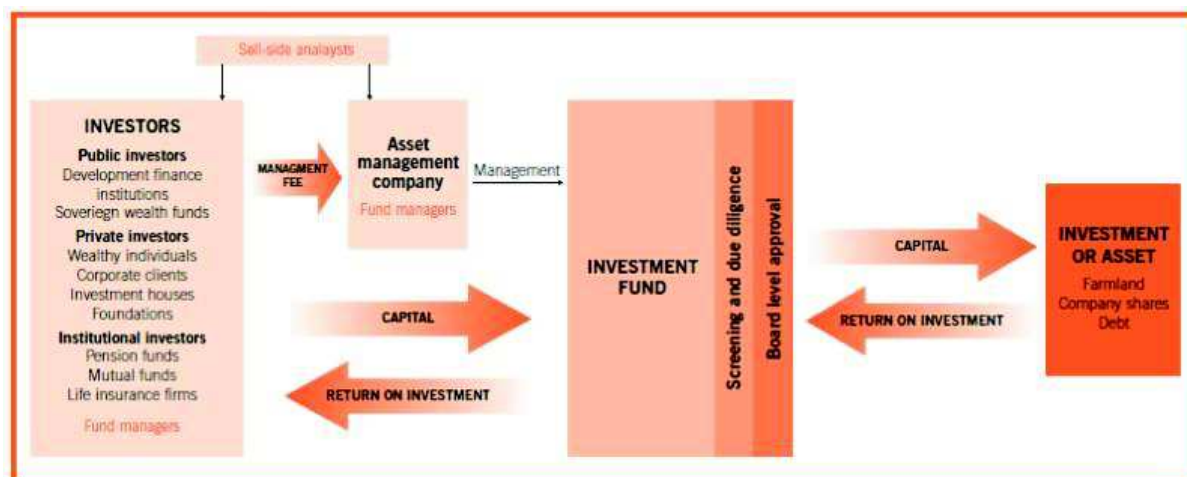 Sell-side analaysts
INVESTORS
Public investors
Development finance
institutions
Soveriegn wealth funds
Private investors
Wealthy individuals
Corporate clients
Investment houses
Foundations
Institutional investors
Pension funds
Mutual funds
Life insurance firms
Fund managers
MANAGMENT
FEE
Asset
management
company
Fund managers
Management
CAPITAL
RETURN ON INVESTMENT
INVESTMENT
FUND
Screening and due diligence
Board level approval
CAPITAL
RETURN ON INVESTMENT
INVESTMENT
OR ASSET
Farmland
Company shares
Debt